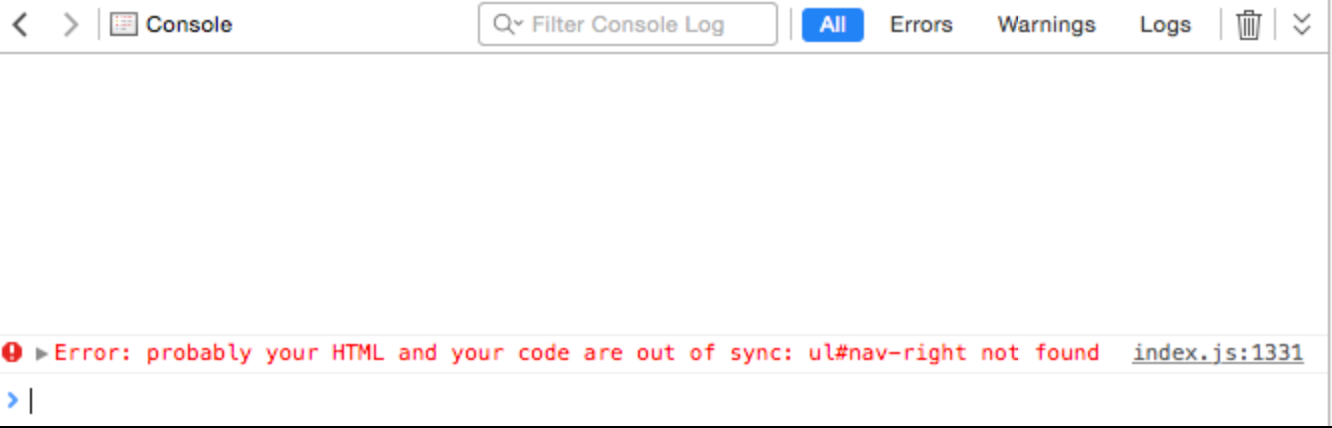 Console Filter Console Log All Errors Warnings Logs
Error: probably your HTML and your code are out of sync: ul#nav-right not found index.js:1331